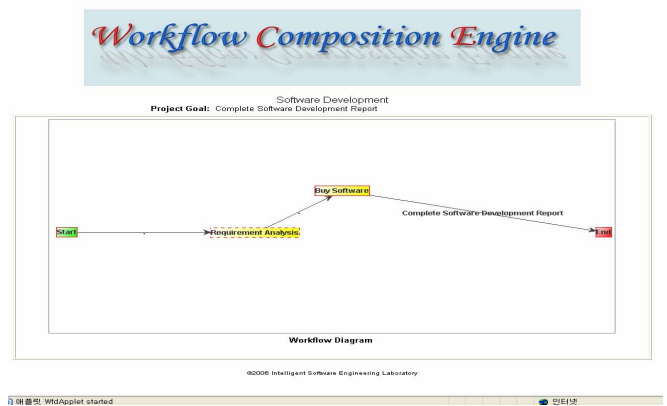 Workflow Composition Engine
Software Development
Project Goal: Complete Software Development Report
Buy Software
Complete Software Development Report
Start
Requirement Analysis.
End
Workflow Diagram
©2006 Intelligent Software Engineering Laboratory
애플릿 WfdApplet started
인터넷